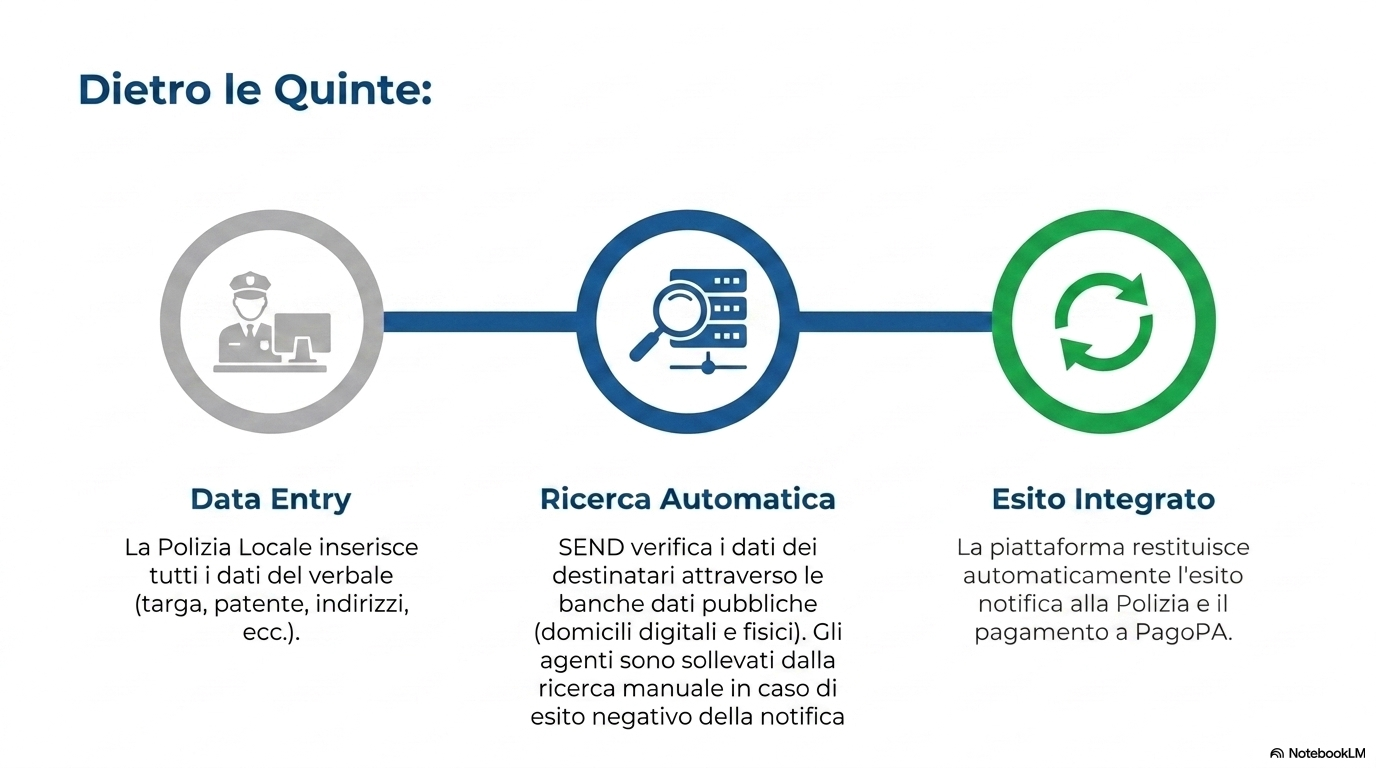 Dietro le Quinte:
Data Entry
La Polizia Locale inserisce
tutti i dati del verbale
(targa, patente, indirizzi,
ecc.).
Ricerca Automatica
SEND verifica i dati dei
destinatari attraverso le
banche dati pubbliche
(domicili digitali e fisici). Gli
agenti sono sollevati dalla
ricerca manuale in caso di
esito negativo della notifica
Esito Integrato
La piattaforma restituisce
automaticamente l'esito
notifica alla Polizia e il
pagamento a PagoPA.
NotebookLM